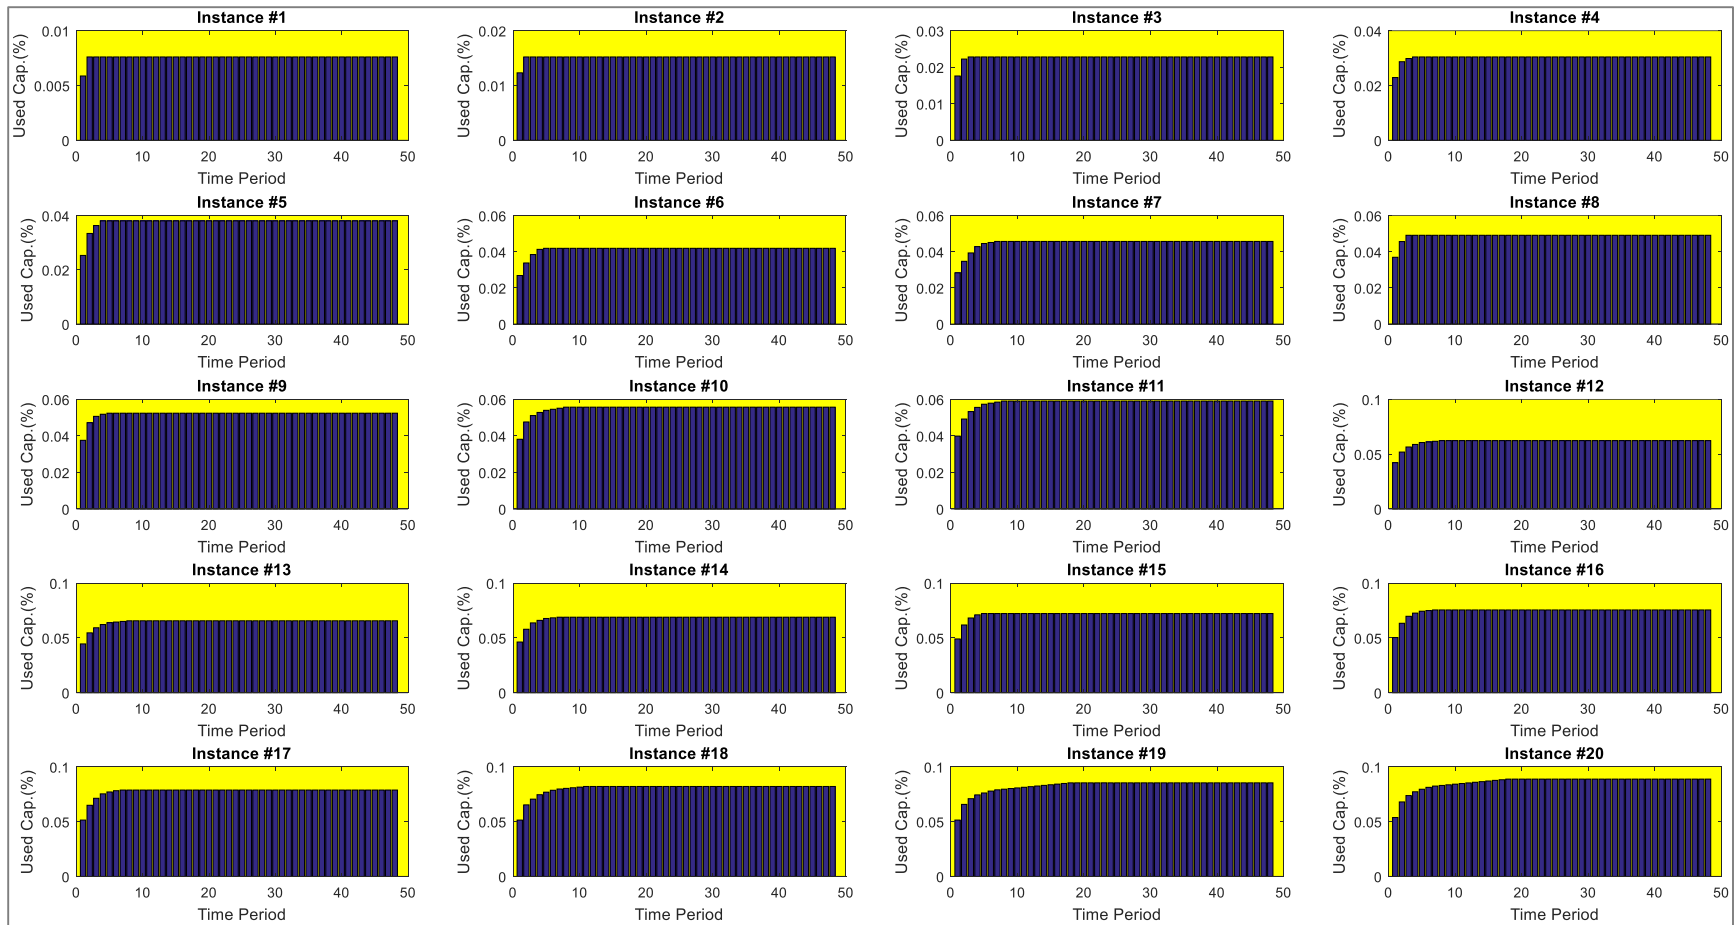 Instance #1
Used Cap.(%)
0.01
0.005
0
0 10 20 30 40 50
Time Period
Instance #2
Used Cap.(%)
0.02
0.01
0
0 10 20 30 40 50
Time Period
Instance #3
Used Cap.(%)
0.03
0.02
0.01
0
0 10 20 30 40 50
Time Period
Instance #4
Used Cap.(%)
0.04
0.02
0
0 10 20 30 40 50
Time Period
Instance #5
Used Cap.(%)
0.04
0.02
0
0 10 20 30 40 50
Time Period
Instance #6
Used Cap.(%)
0.06
0.04
0.02
0
0 10 20 30 40 50
Time Period
Instance #7
Used Cap.(%)
0.06
0.04
0.02
0
0 10 20 30 40 50
Time Period
Instance #8
Used Cap.(%)
0.06
0.04
0.02
0
0 10 20 30 40 50
Time Period
Instance #9
Used Cap.(%)
0.06
0.04
0.02
0
0 10 20 30 40 50
Time Period
Instance #10
Used Cap.(%)
0.06
0.04
0.02
0
0 10 20 30 40 50
Time Period
Instance #11
Used Cap.(%)
0.06
0.04
0.02
0
0 10 20 30 40 50
Time Period
Instance #12
Used Cap.(%)
0.1
0.05
0
0 10 20 30 40 50
Time Period
Instance #13
Used Cap.(%)
0.1
0.05
0
0 10 20 30 40 50
Time Period
Instance #14
Used Cap.(%)
0.1
0.05
0
0 10 20 30 40 50
Time Period
Instance #15
Used Cap.(%)
0.1
0.05
0
0 10 20 30 40 50
Time Period
Instance #16
Used Cap.(%)
0.1
0.05
0
0 10 20 30 40 50
Time Period
Instance #17
Used Cap.(%)
0.1
0.05
0
0 10 20 30 40 50
Time Period
Instance #18
Used Cap.(%)
0.1
0.05
0
0 10 20 30 40 50
Time Period
Instance #19
Used Cap.(%)
0.1
0.05
0
0 10 20 30 40 50
Time Period
Instance #20
Used Cap.(%)
0.1
0.05
0
0 10 20 30 40 50
Time Period